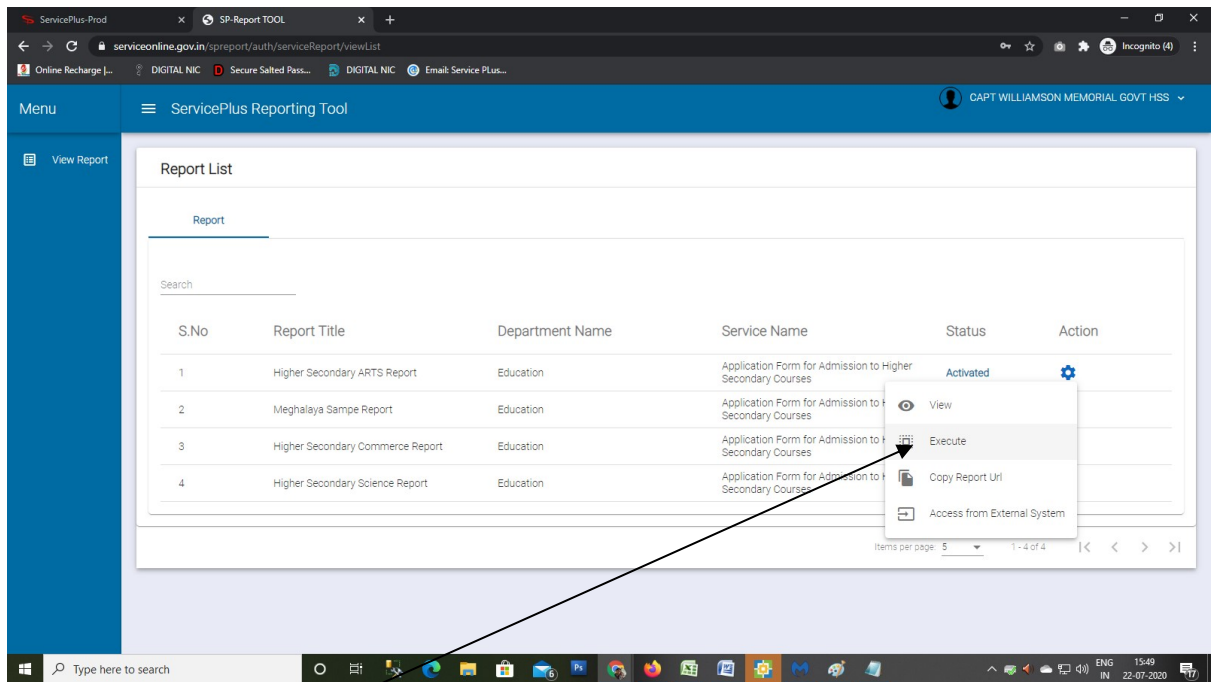 ServicePlus-Prod
SP-Report TOOL
serviceonline.gov.in/spreport/auth/serviceReport/viewList
Incognito (4)
Online Recharge |...
DIGITAL NIC
Secure Salted Pass...
DIGITAL NIC
Email: Service PLus...
Menu
ServicePlus Reporting Tool
CAPT WILLIAMSON MEMORIAL GOVT HSS
View Report
Report List
Report
Search
S.No Report Title Department Name Service Name Status Action
1 Higher Secondary ARTS Report Education Application Form for Admission to Higher Secondary Courses Activated
2 Meghalaya Sampe Report Education Application Form for Admission to H
Secondary Courses
3 Higher Secondary Commerce Report Education Application Form for Admission to H
Secondary Courses
4 Higher Secondary Science Report Education Application Form for Admission to H
Secondary Courses
View
Execute
Copy Report Url
Access from External System
Items per page: 5 1 - 4 of 4
Type here to search
6
Ps
ENG
IN
15:49
22-07-2020
17